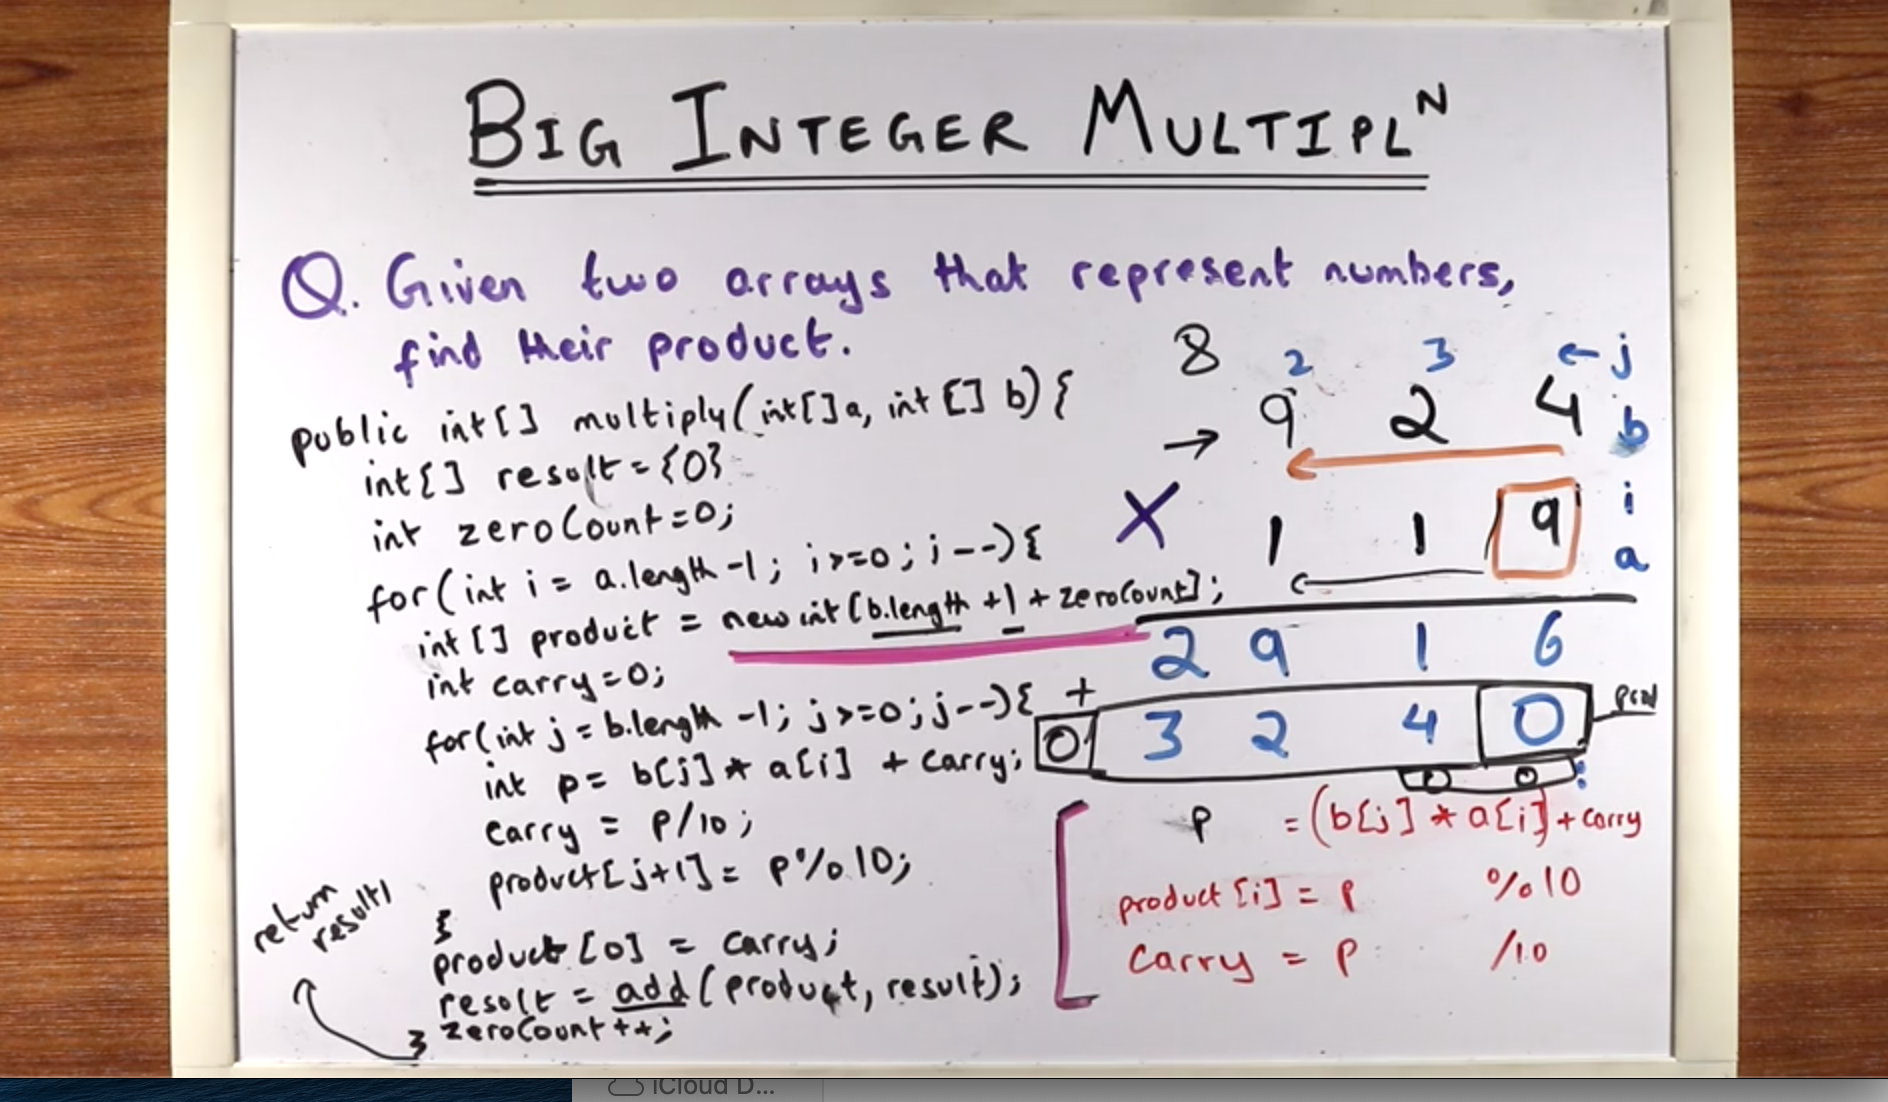 BIG INTEGER MULTIPLN
Q. Given two arrays that represent numbers,
find their product.
public int[] multiply(int[]a, int[] b){
int[] result={0}
int zeroCount=0;
for(int i = a.length-1; i>=0; i--){
int[] product = new int[b.length +1 + zeroCount];
int carry=0;
for(int j=b.length -1; j>=0;j--){
int p= b[j]* a[i] + carry;
carry = p/10;
product[j+1]= p%10;
}
product[0] = carry;
result = add(product, result);
zeroCount++;
}
return
result
8 2 3 ← j
→ 9 2 4 b
i
X 1 1 9
a
2 9 1 6
+
0 3 2 4 0 prod
p = (b[j] * a[i] + carry
product[i] = p %10
carry = p /10
iCloud D...